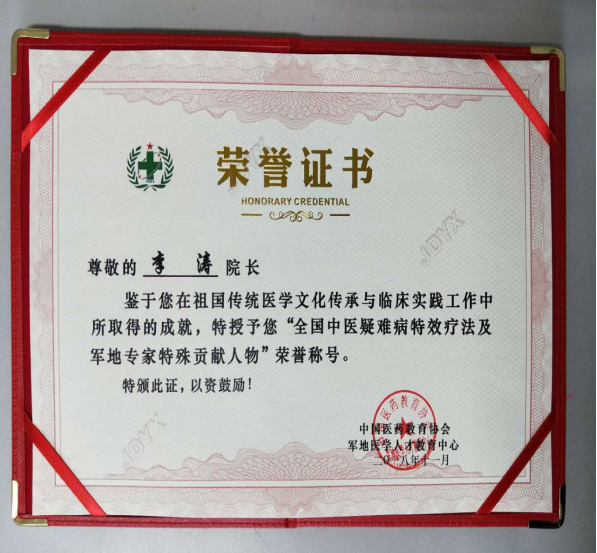 荣誉证书
HONORARY CREDENTIAL
尊敬的 李 涛 院长
鉴于您在祖国传统医学文化传承与临床实践工作中
所取得的成就，特授予您“全国中医疑难病特效疗法及
军地专家特殊贡献人物”荣誉称号。
特颁此证，以资鼓励！
中国医药教育协会
军地医学人才教育中心
二〇一八年十一月
JDYX
JDYX
JDYX
JDYX